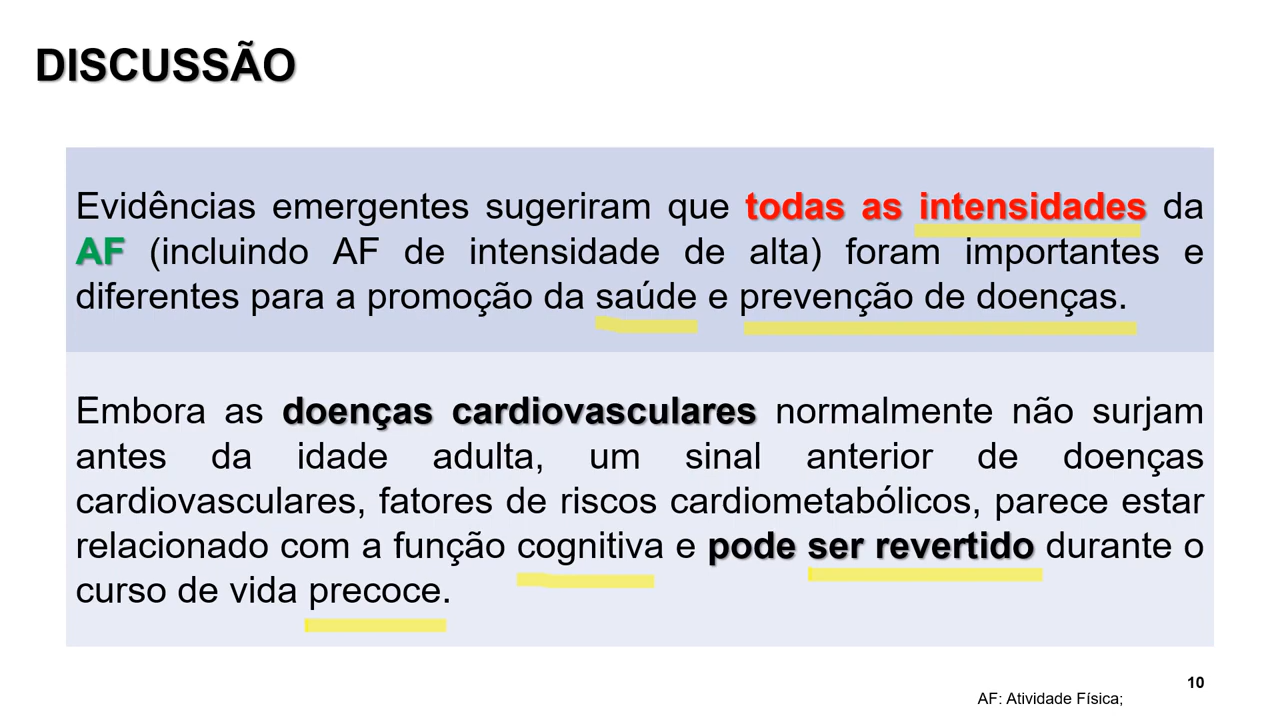 DISCUSSÃO
Evidências emergentes sugeriram que todas as intensidades da
AF (incluindo AF de intensidade de alta) foram importantes e
diferentes para a promoção da saúde e prevenção de doenças.
Embora as doenças cardiovasculares normalmente não surjam
antes da idade adulta, um sinal anterior de doenças
cardiovasculares, fatores de riscos cardiometabólicos, parece estar
relacionado com a função cognitiva e pode ser revertido durante o
curso de vida precoce.
10
AF: Atividade Física;